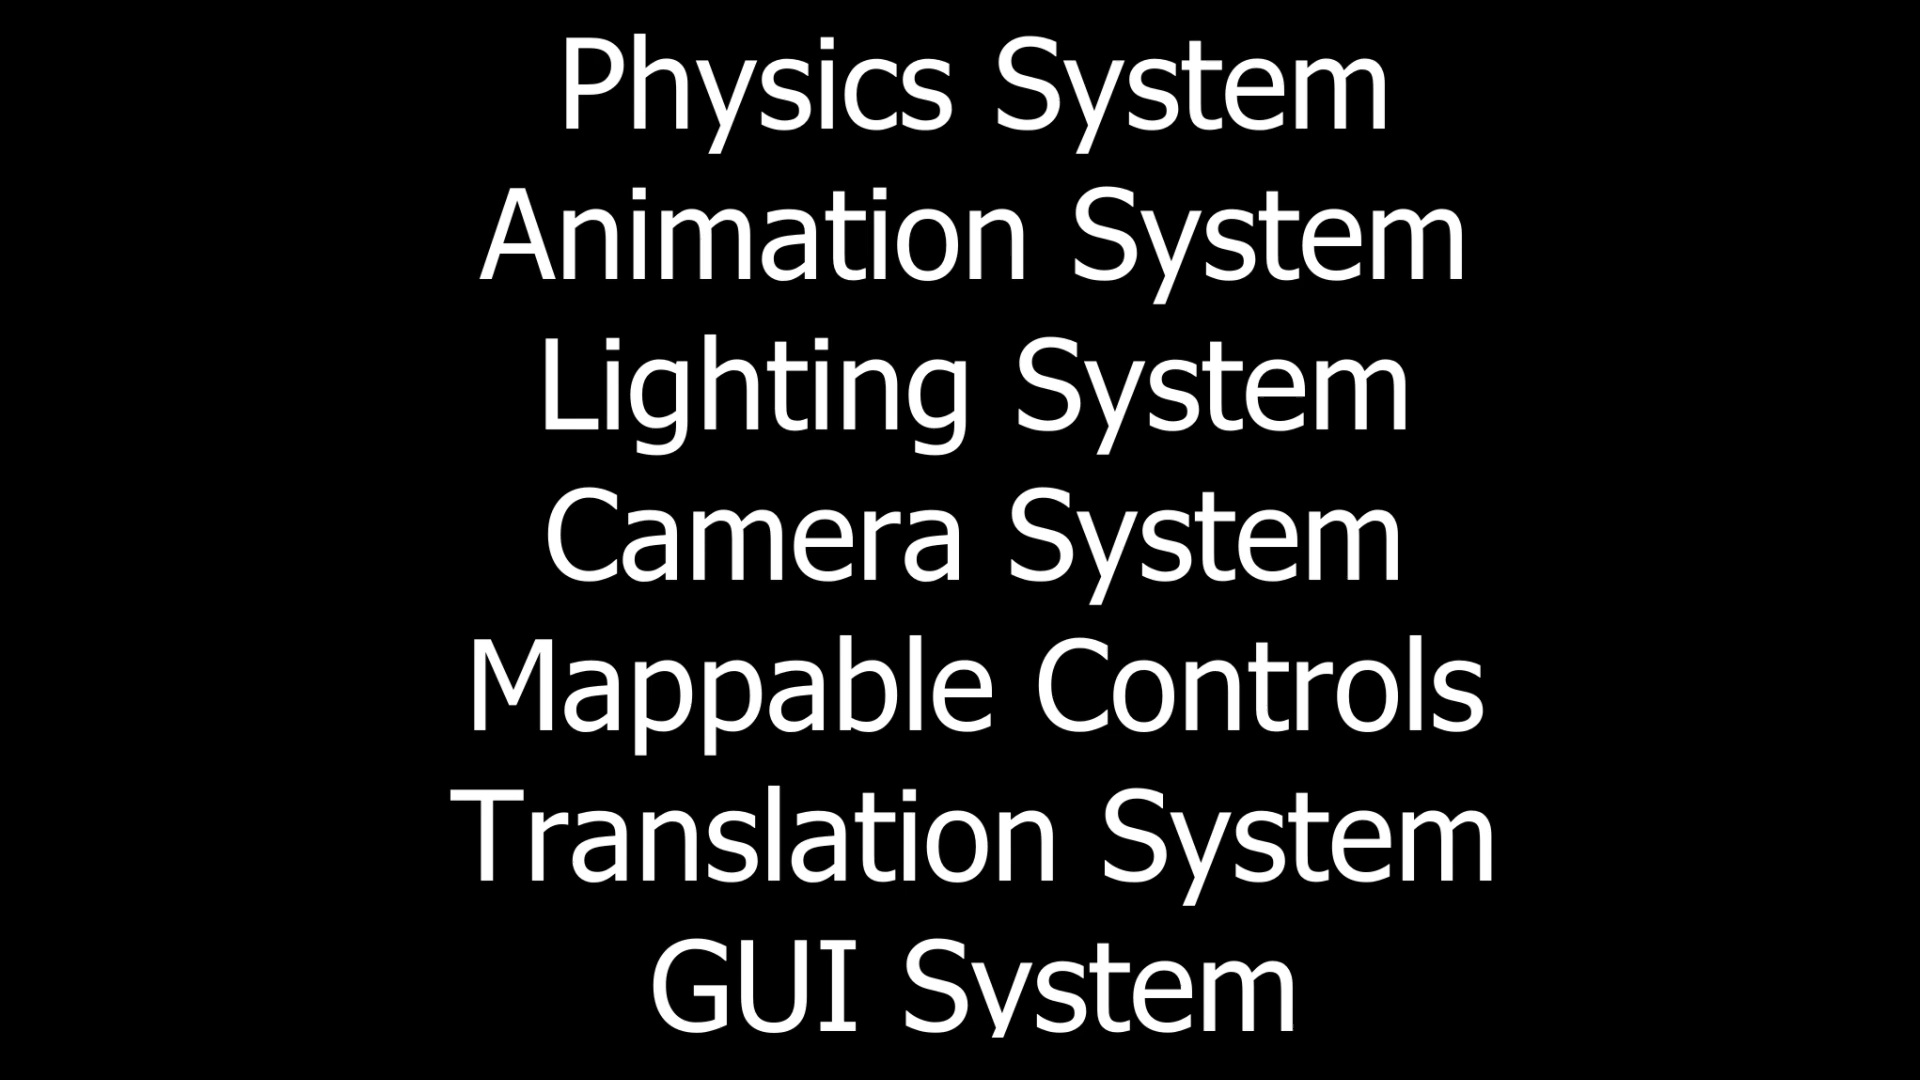 Physics System
Animation System
Lighting System
Camera System
Mappable Controls
Translation System
GUI System